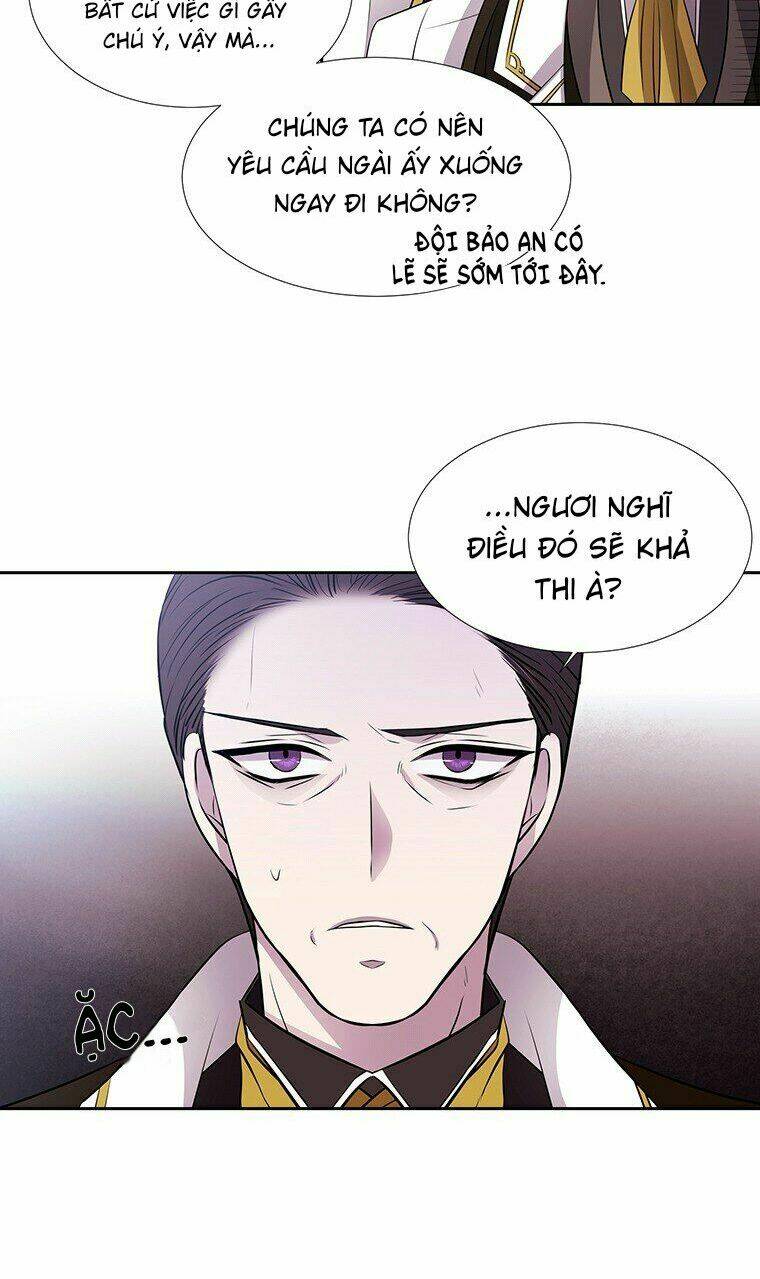 BẤT CỨ VIỆC GÌ GÂY
CHÚ Ý, VẬY MÀ...
CHÚNG TA CÓ NÊN
YÊU CẦU NGÀI ẤY XUỐNG
NGAY ĐI KHÔNG?
ĐỘI BẢO AN CÓ
LẼ SẼ SỚM TỚI ĐÂY.
...NGƯƠI NGHĨ
ĐIỀU ĐÓ SẼ KHẢ
THI À?
ẶC...